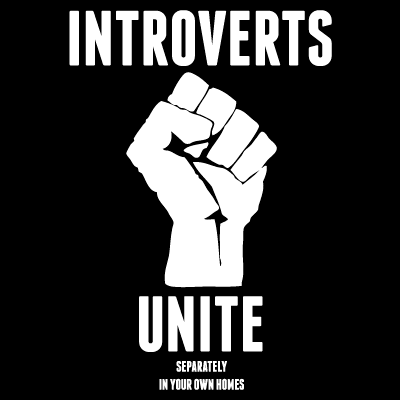 INTROVERTS
UNITE
SEPARATELY
IN YOUR OWN HOMES